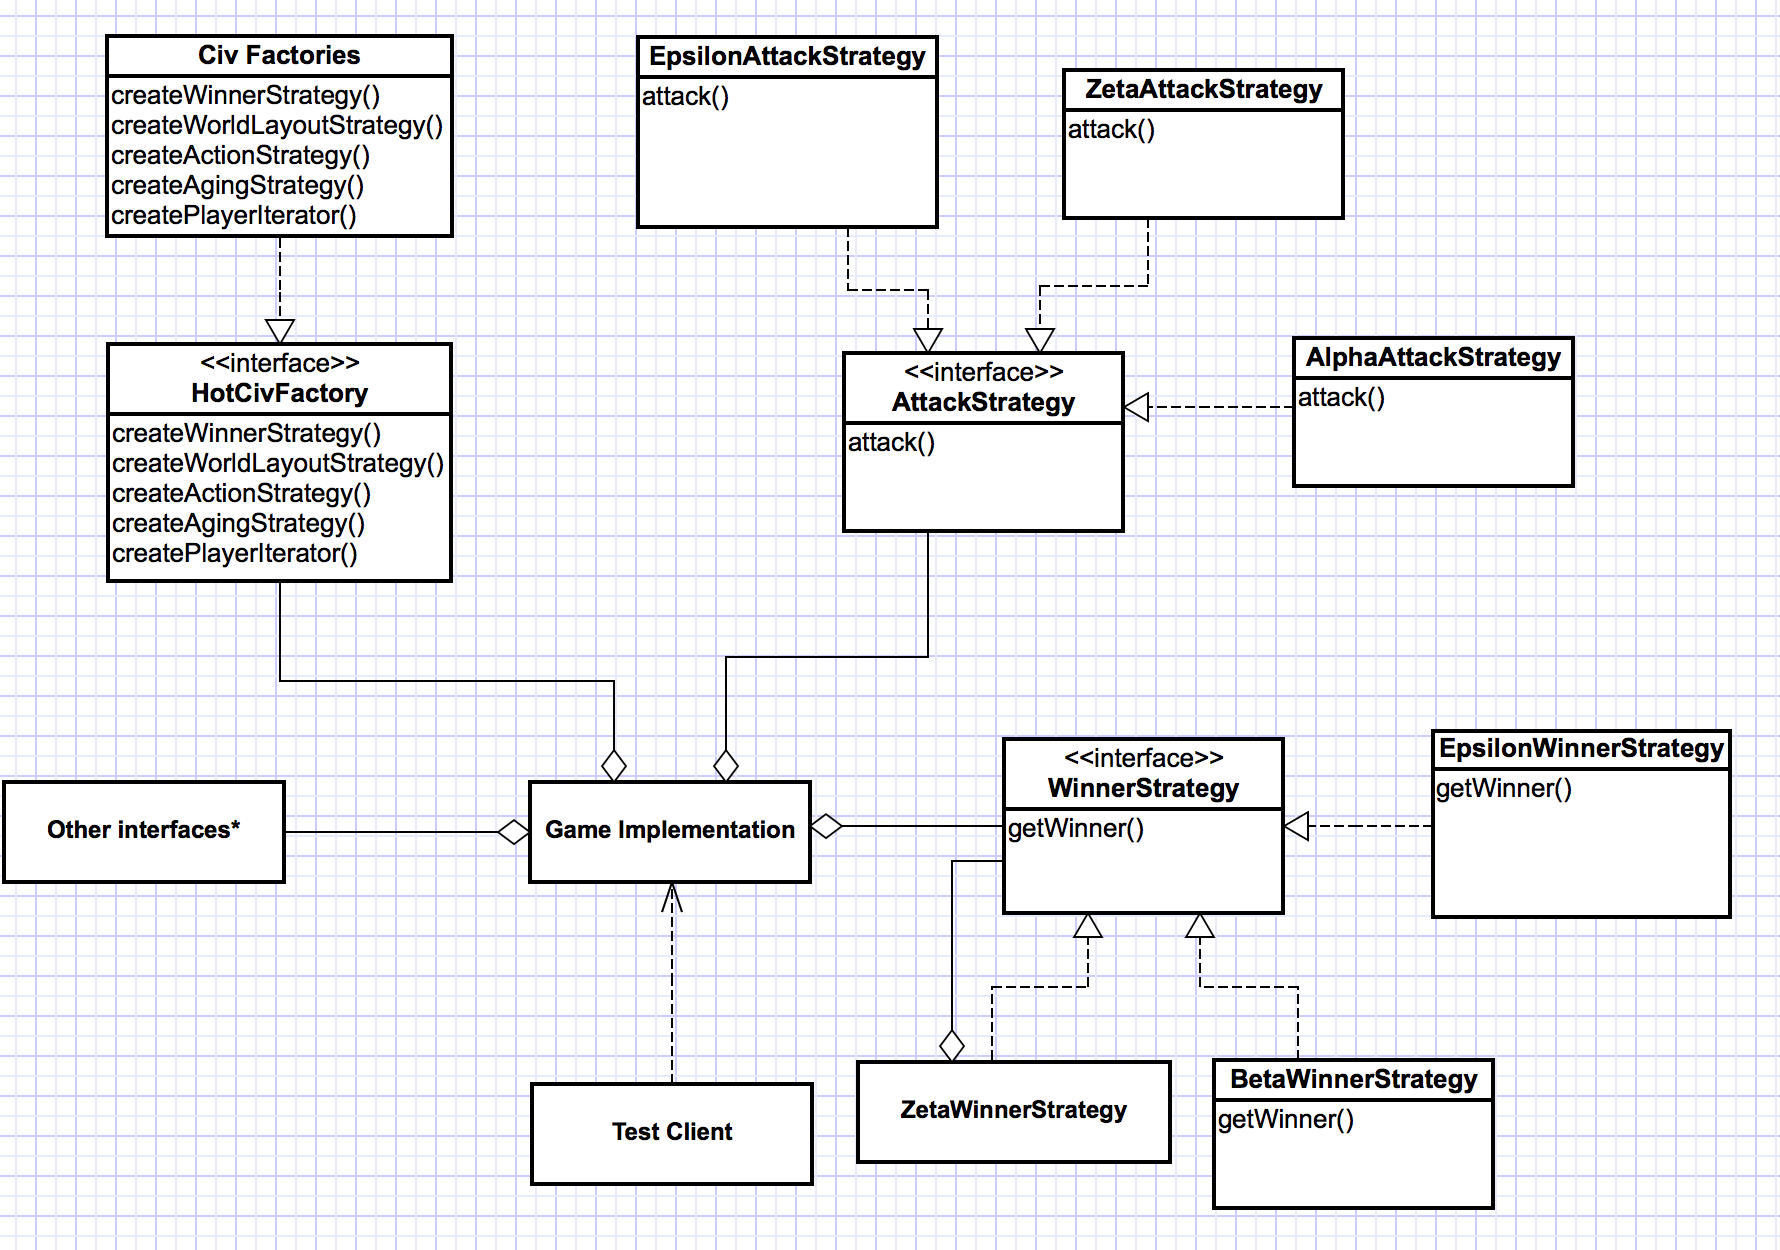 Civ Factories
createWinnerStrategy()
createWorldLayoutStrategy()
createActionStrategy()
createAgingStrategy()
createPlayerIterator()
EpsilonAttackStrategy
attack()
ZetaAttackStrategy
attack()
<<interface>>
HotCivFactory
createWinnerStrategy()
createWorldLayoutStrategy()
createActionStrategy()
createAgingStrategy()
createPlayerIterator()
<<interface>>
AttackStrategy
attack()
AlphaAttackStrategy
attack()
Other interfaces*
Game Implementation
<<interface>>
WinnerStrategy
getWinner()
EpsilonWinnerStrategy
getWinner()
Test Client
ZetaWinnerStrategy
BetaWinnerStrategy
getWinner()